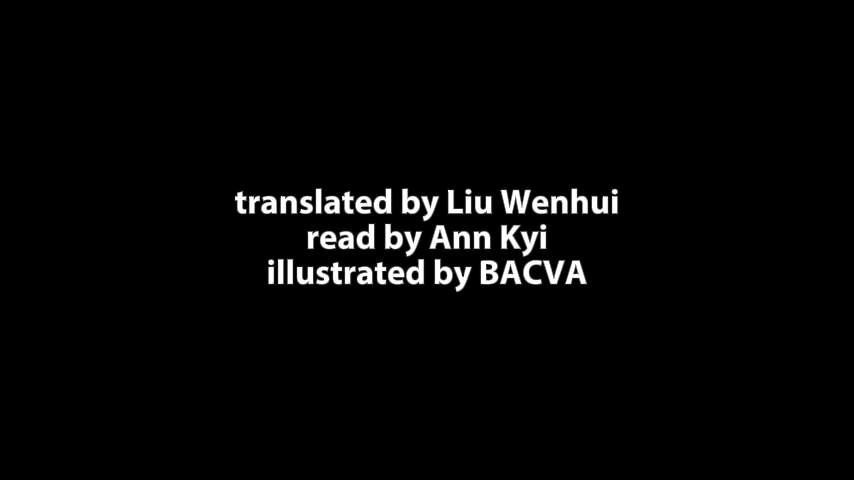 translated by Liu Wenhui
read by Ann Kyi
illustrated by BACVA